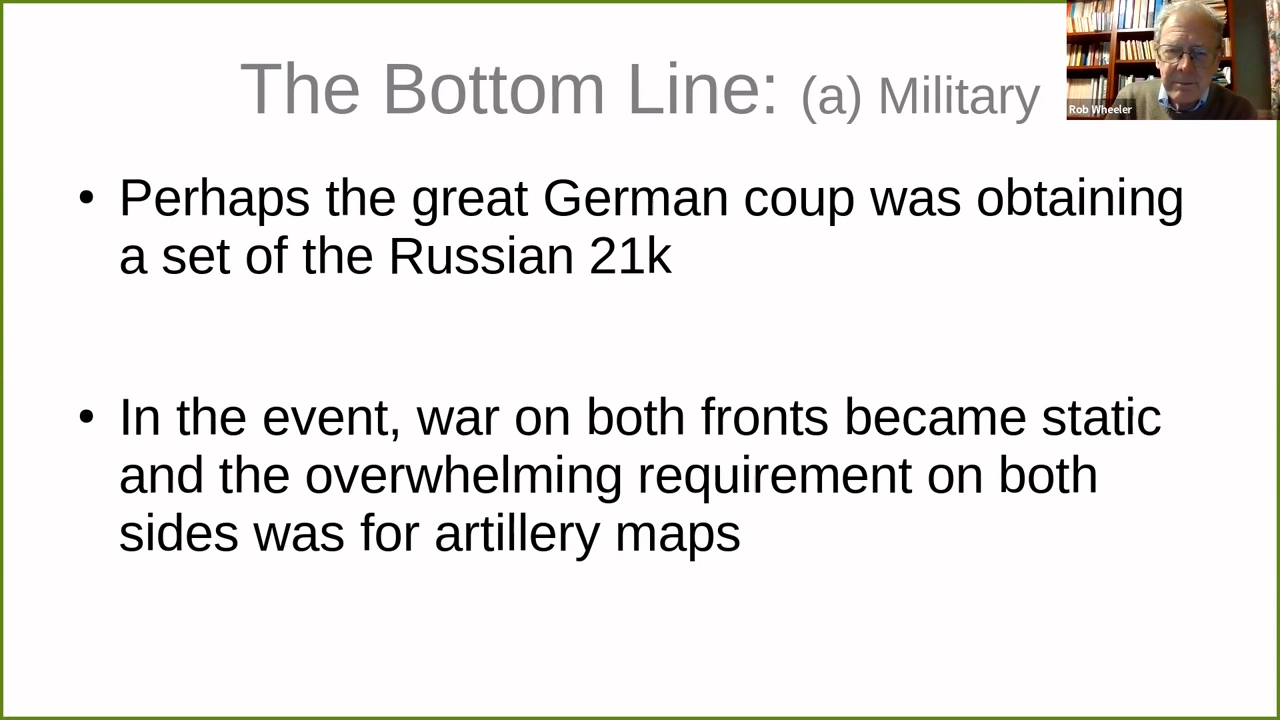 The Bottom Line: (a) Military
Rob Wheeler
• Perhaps the great German coup was obtaining
a set of the Russian 21k
• In the event, war on both fronts became static
and the overwhelming requirement on both
sides was for artillery maps